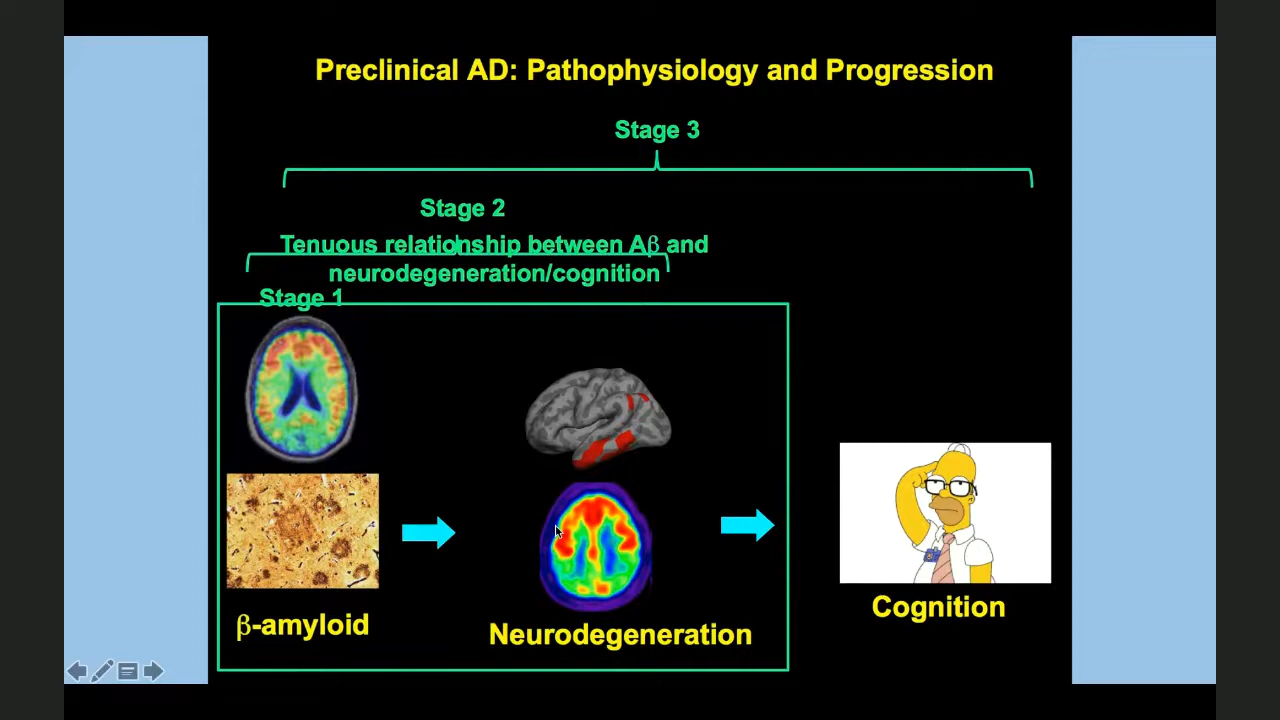 Preclinical AD: Pathophysiology and Progression
Stage 3
Stage 2
Tenuous relationship between Aβ and
neurodegeneration/cognition
Stage 1
β-amyloid
Neurodegeneration
Cognition